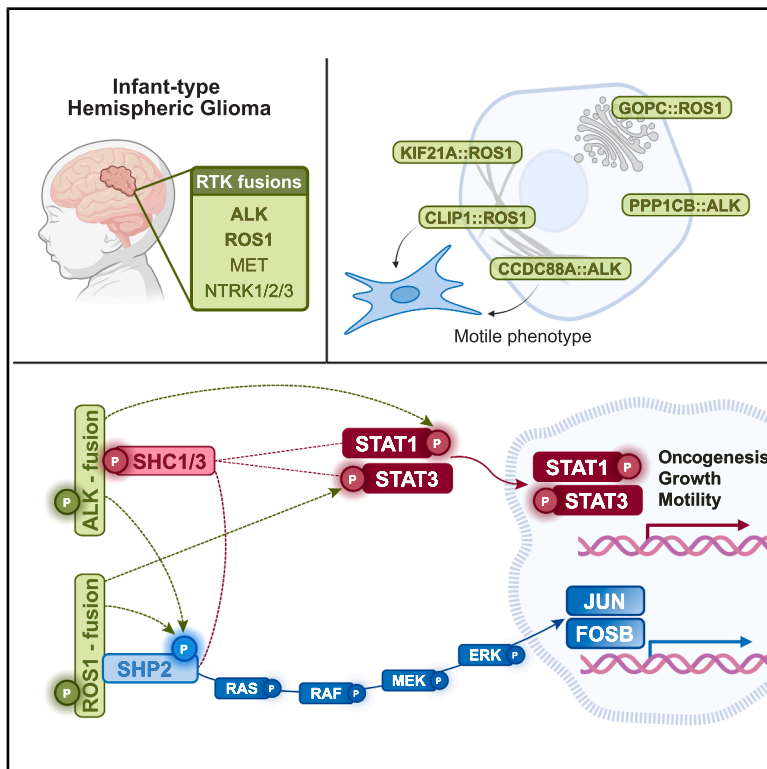 Infant-type
Hemispheric Glioma
RTK fusions
ALK
ROS1
MET
NTRK1/2/3
GOPC::ROS1
KIF21A::ROS1
PPP1CB::ALK
CLIP1::ROS1
CCDC88A::ALK
Motile phenotype
ALK - fusion
P
P
SHC1/3
STAT1
P
P
STAT3
STAT1
P
P
STAT3
Oncogenesis
Growth
Motility
ROS1 - fusion
P
P
SHP2
RAS
P
RAF
P
MEK
P
ERK
P
JUN
FOSB